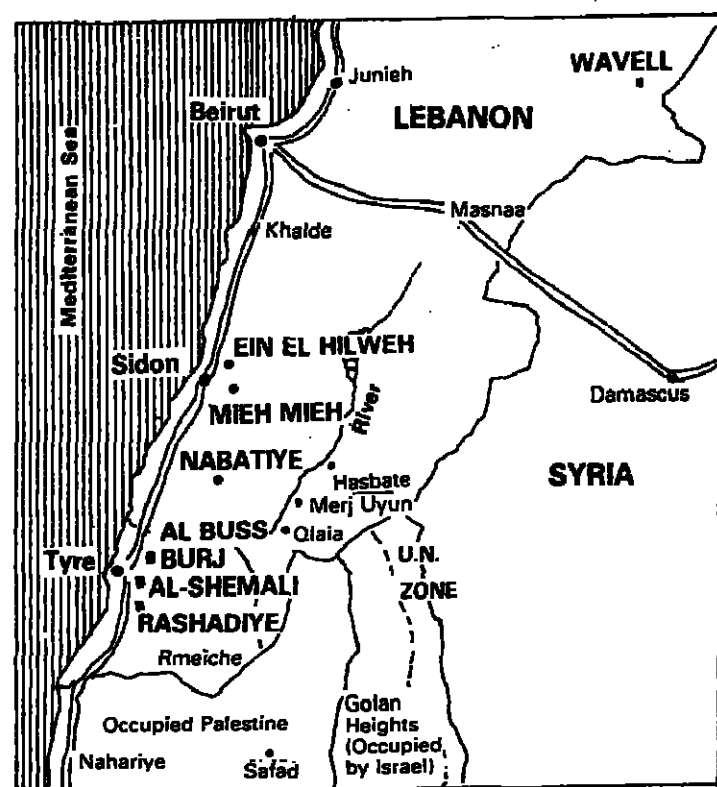 Junieh
WAVELL
Beirut
LEBANON
Mediterranean Sea
Masnaa
Khalde
EIN EL HILWEH
Sidon
MIEH MIEH
Damascus
River
NABATIYE
SYRIA
Hasbate
Merj Uyun
AL BUSS
Qlaia
Tyre
BURJ
U.N.
AL-SHEMALI
ZONE
RASHADIYE
Rmeiche
Golan
Occupied Palestine
Heights
(Occupied
Nahariye
Safad
by Israel)